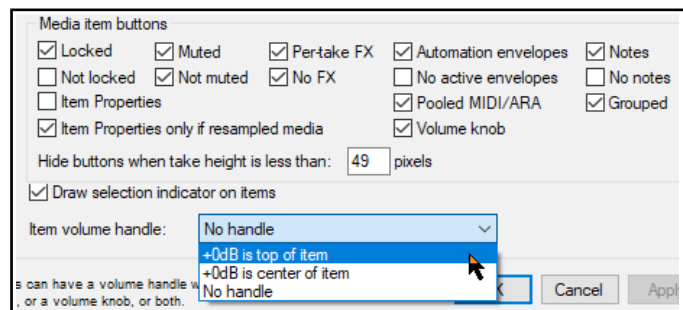 Media item buttons
Locked Muted Per-take FX Automation envelopes Notes
Not locked Not muted No FX No active envelopes No notes
Item Properties Pooled MIDI/ARA Grouped
Item Properties only if resampled media Volume knob
Hide buttons when take height is less than: 49 pixels
Draw selection indicator on items
Item volume handle: No handle
+0dB is top of item
+0dB is center of item
No handle
s can have a volume handle w
, or a volume knob, or both.
K Cancel Apply